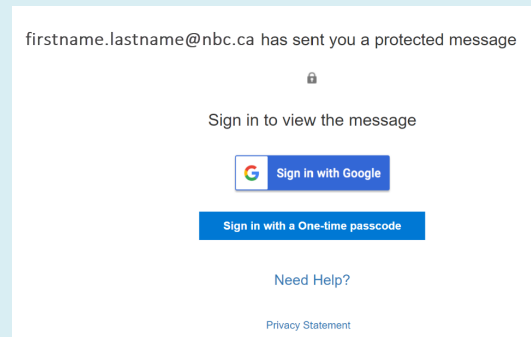 firstname.lastname@nbc.ca has sent you a protected message
Sign in to view the message
Sign in with Google
Sign in with a One-time passcode
Need Help?
Privacy Statement